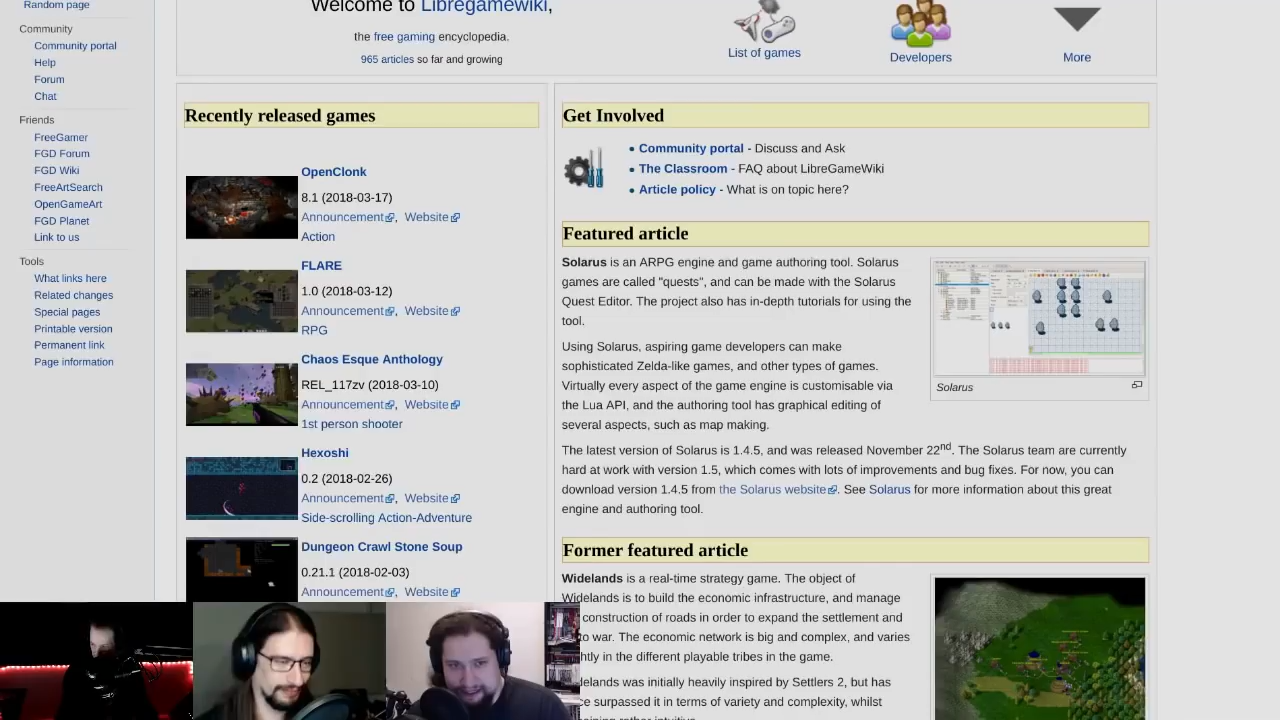 Random page
Community
Community portal
Help
Forum
Chat
Friends
FreeGamer
FGD Forum
FGD Wiki
FreeArtSearch
OpenGameArt
FGD Planet
Link to us
Tools
What links here
Related changes
Special pages
Printable version
Permanent link
Page information
Welcome to Libregamewiki,
the free gaming encyclopedia.
965 articles so far and growing
List of games
Developers
More
Recently released games
OpenClonk
8.1 (2018-03-17)
Announcement, Website
Action
FLARE
1.0 (2018-03-12)
Announcement, Website
RPG
Chaos Esque Anthology
REL_117zv (2018-03-10)
Announcement, Website
1st person shooter
Hexoshi
0.2 (2018-02-26)
Announcement, Website
Side-scrolling Action-Adventure
Dungeon Crawl Stone Soup
0.21.1 (2018-02-03)
Announcement, Website
Get Involved
• Community portal - Discuss and Ask
• The Classroom - FAQ about LibreGameWiki
• Article policy - What is on topic here?
Featured article
Solarus is an ARPG engine and game authoring tool. Solarus
games are called "quests", and can be made with the Solarus
Quest Editor. The project also has in-depth tutorials for using the
tool.
Using Solarus, aspiring game developers can make
sophisticated Zelda-like games, and other types of games.
Virtually every aspect of the game engine is customisable via
the Lua API, and the authoring tool has graphical editing of
several aspects, such as map making.
Solarus
The latest version of Solarus is 1.4.5, and was released November 22nd. The Solarus team are currently
hard at work with version 1.5, which comes with lots of improvements and bug fixes. For now, you can
download version 1.4.5 from the Solarus website. See Solarus for more information about this great
engine and authoring tool.
Former featured article
Widelands is a real-time strategy game. The object of
Widelands is to build the economic infrastructure, and manage
construction of roads in order to expand the settlement and
to war. The economic network is big and complex, and varies
in the different playable tribes in the game.
was initially heavily inspired by Settlers 2, but has
surpassed it in terms of variety and complexity, whilst